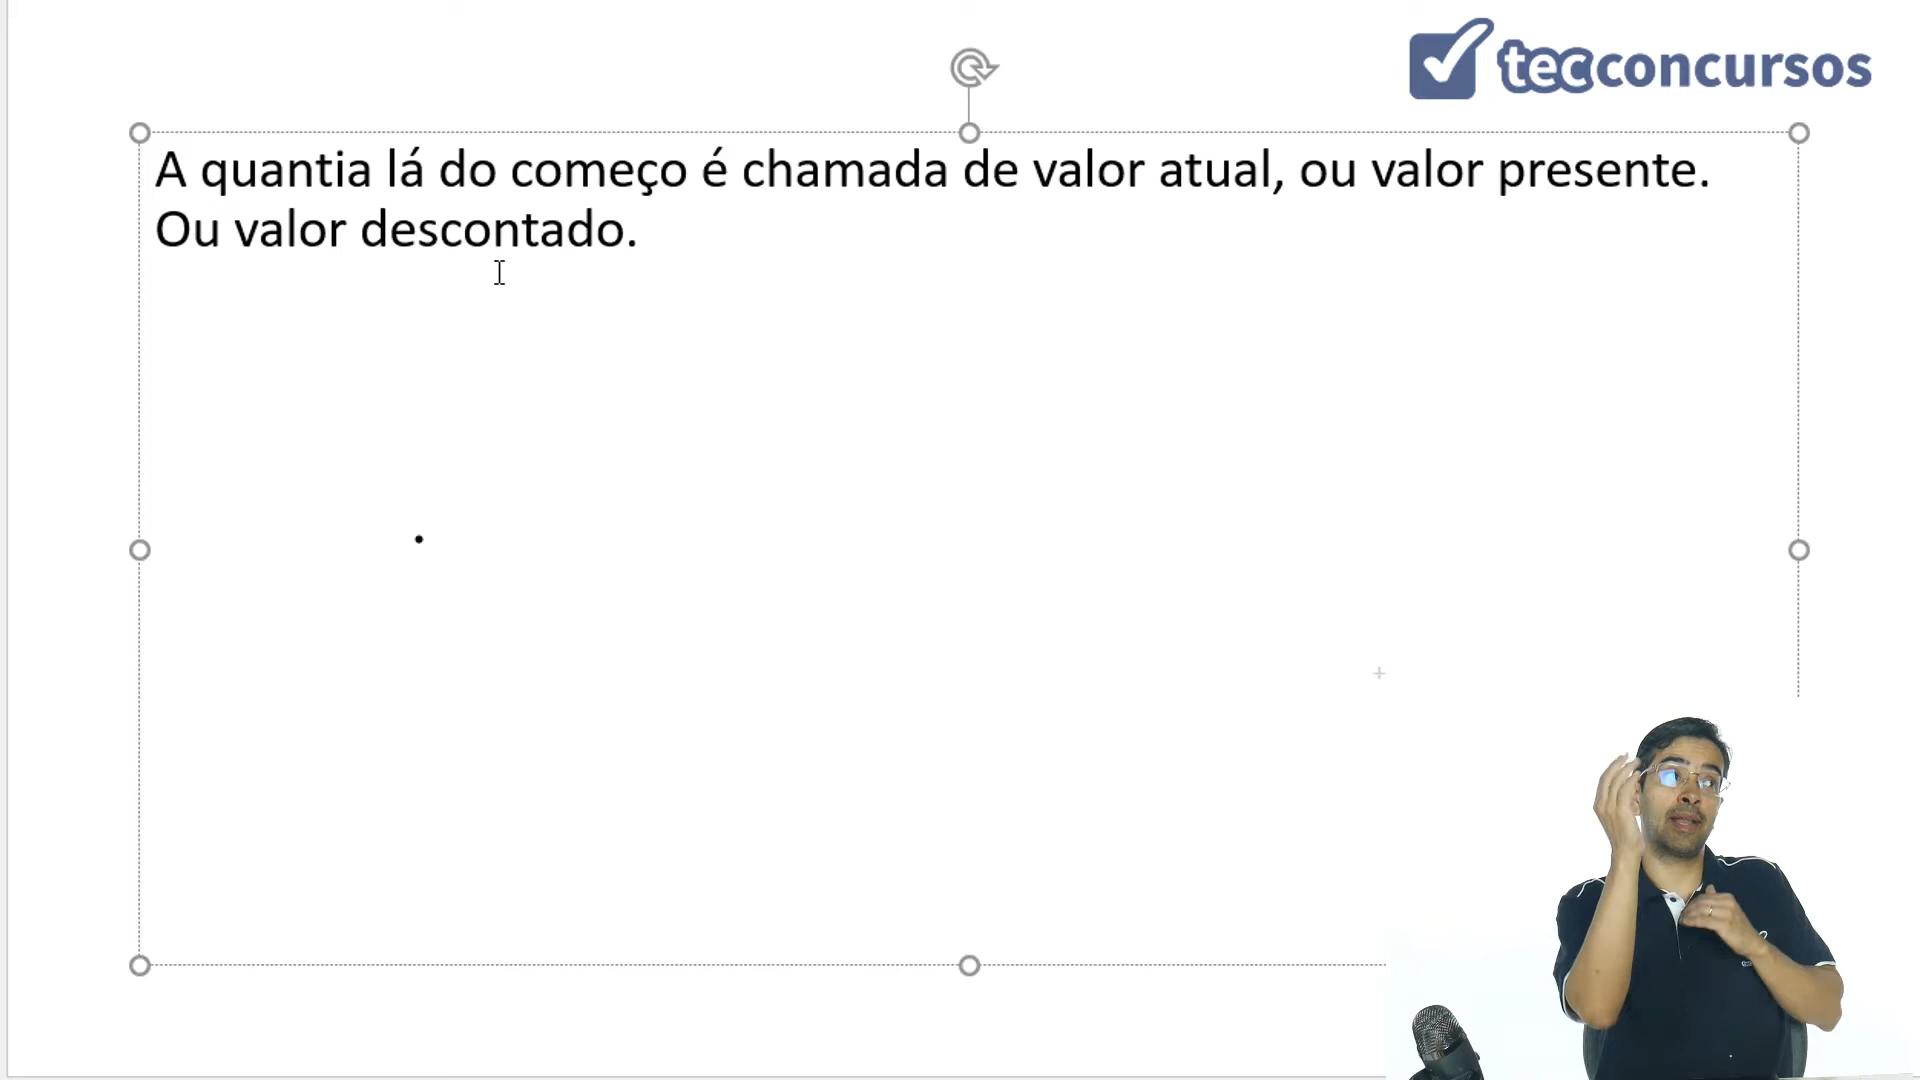 tecconcursos
A quantia lá do começo é chamada de valor atual, ou valor presente.
Ou valor descontado.